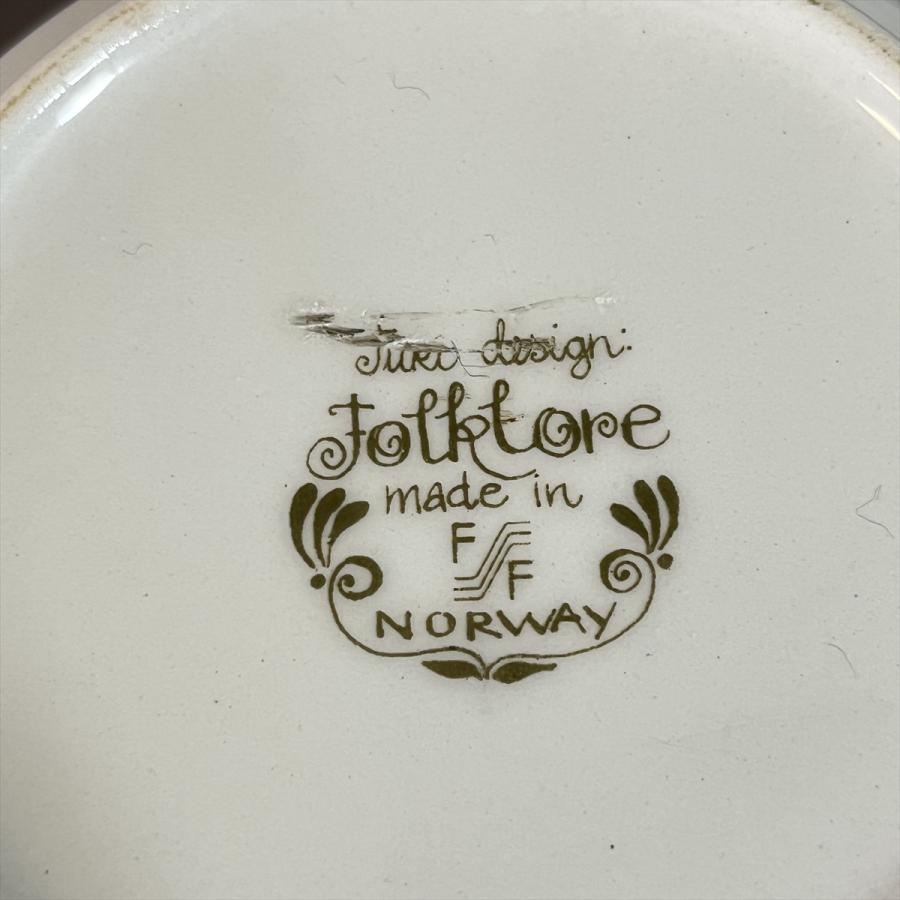 Turi design:
Folklore
made in
F
F
NORWAY